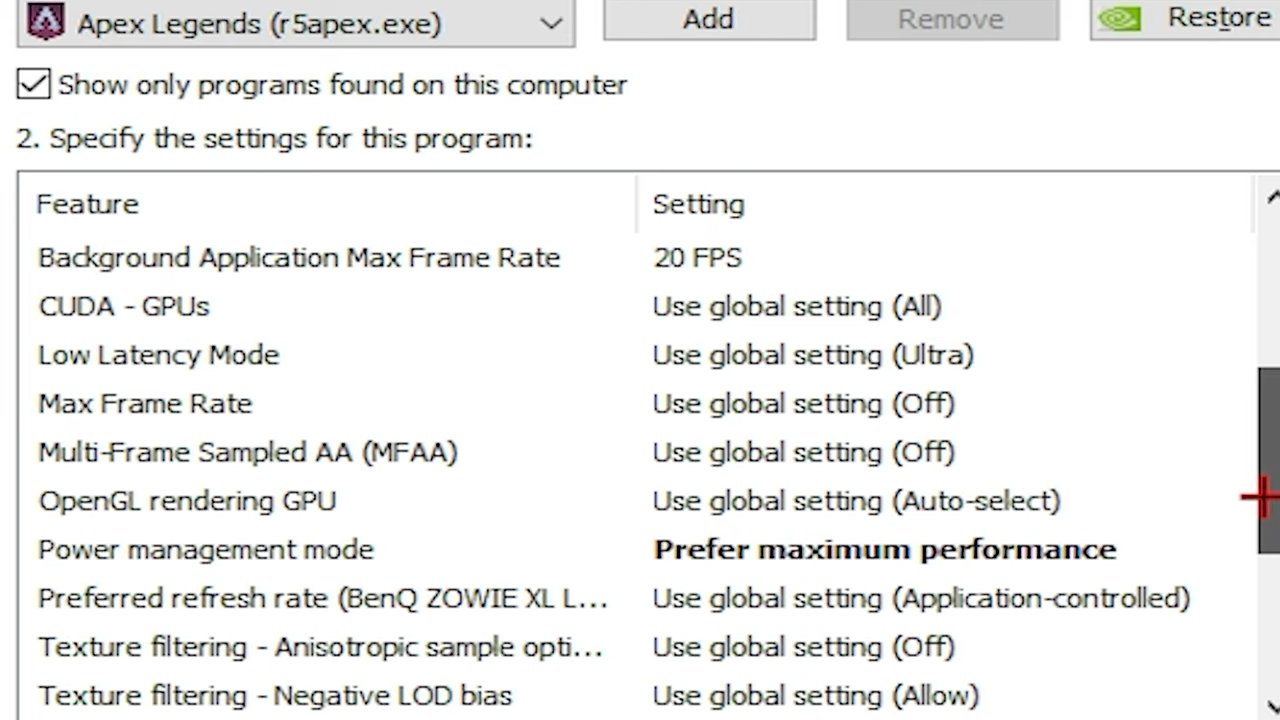 Apex Legends (r5apex.exe)
Add
Remove
Restore
Show only programs found on this computer
2. Specify the settings for this program:
Feature Setting
Background Application Max Frame Rate 20 FPS
CUDA - GPUs Use global setting (All)
Low Latency Mode Use global setting (Ultra)
Max Frame Rate Use global setting (Off)
Multi-Frame Sampled AA (MFAA) Use global setting (Off)
OpenGL rendering GPU Use global setting (Auto-select)
Power management mode Prefer maximum performance
Preferred refresh rate (BenQ ZOWIE XL L... Use global setting (Application-controlled)
Texture filtering - Anisotropic sample opti... Use global setting (Off)
Texture filtering - Negative LOD bias Use global setting (Allow)